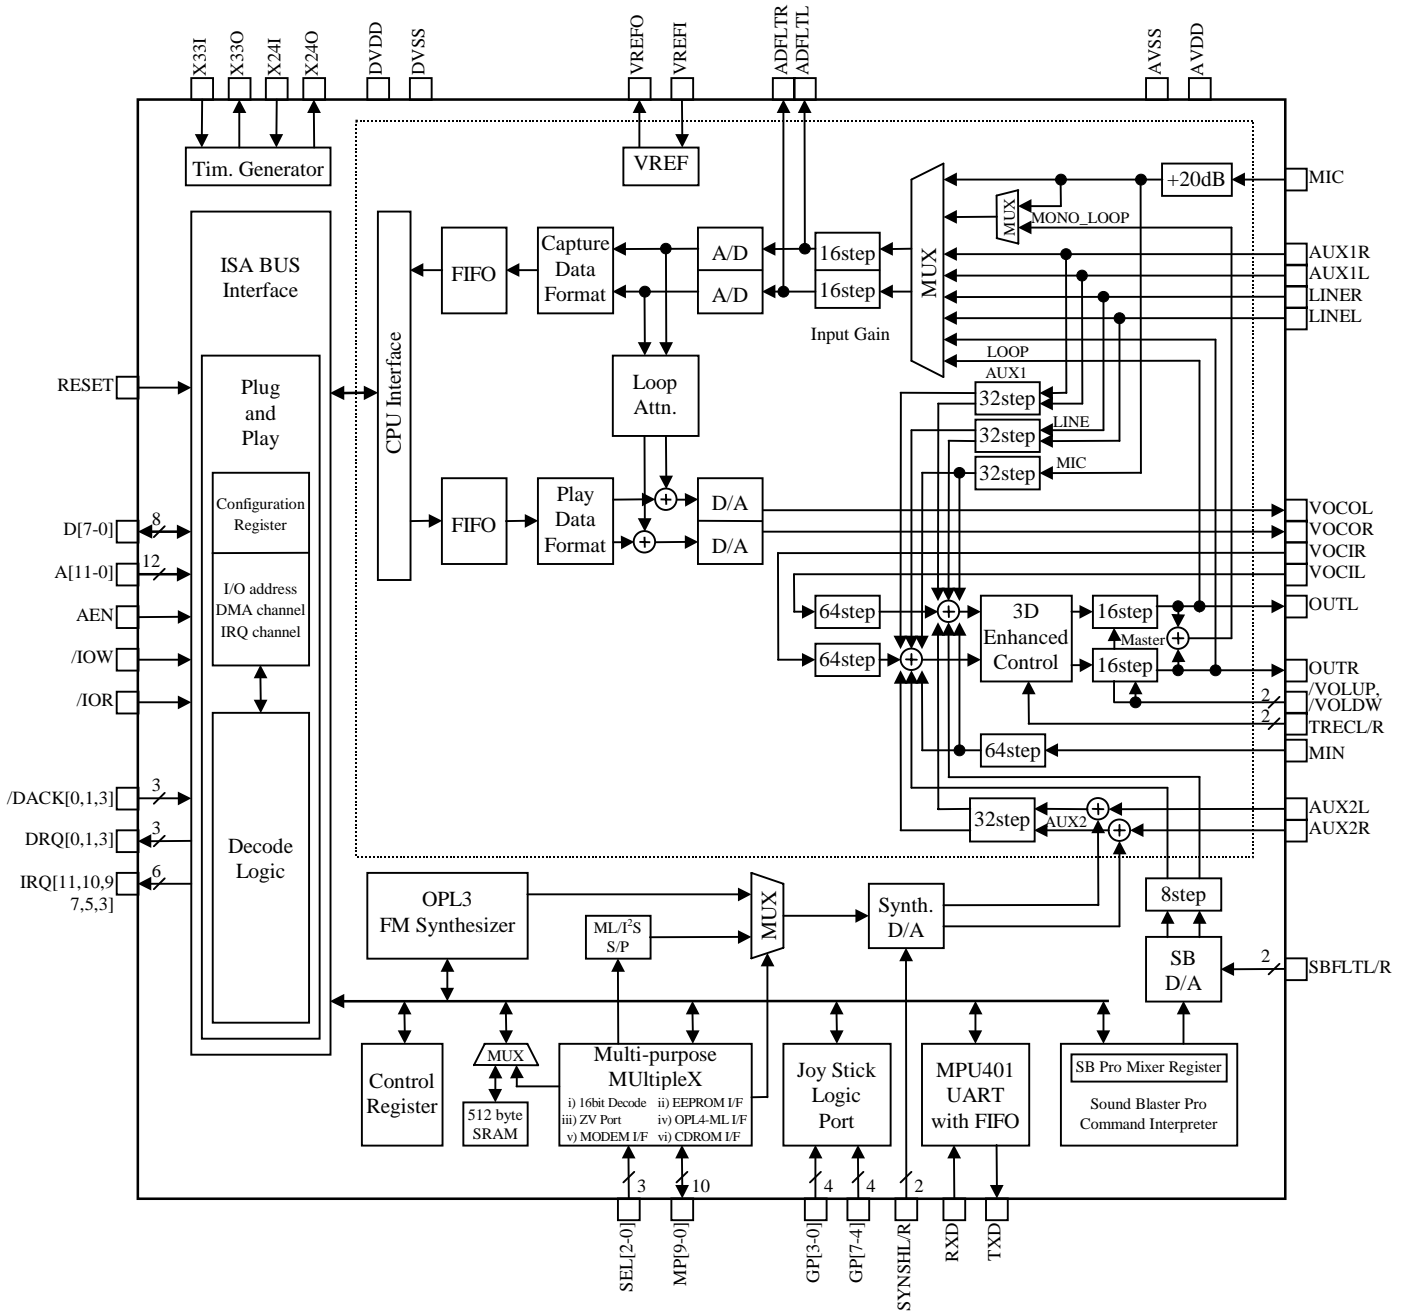 X33I
X33O
X24I
X24O
DVDD
DVSS
VREFO
VREFI
ADFLTR
ADFLTL
AVSS
AVDD
Tim. Generator
VREF
+20dB
MIC
MUX
MONO_LOOP
ISA BUS
Interface
CPU Interface
FIFO
Capture
Data
Format
A/D
A/D
16step
16step
Input Gain
MUX
AUX1R
AUX1L
LINER
LINEL
LOOP
AUX1
32step
LINE
32step
MIC
32step
RESET
Plug
and
Play
Loop
Attn.
Configuration
Register
FIFO
Play
Data
Format
+
+
D/A
D/A
VOCOL
VOCOR
VOCIR
VOCIL
D[7-0]
8
A[11-0]
12
AEN
/IOW
/IOR
I/O address
DMA channel
IRQ channel
64step
64step
+
+
3D
Enhanced
Control
16step
Master
+
16step
OUTL
OUTR
2
/VOLUP,
/VOLDW
2
TRECL/R
64step
MIN
/DACK[0,1,3]
3
DRQ[0,1,3]
3
IRQ[11,10,9
7,5,3]
6
Decode
Logic
32step
AUX2
+
+
AUX2L
AUX2R
OPL3
FM Synthesizer
ML/I2S
S/P
MUX
Synth.
D/A
8step
SB
D/A
2
SBFLTL/R
Control
Register
MUX
512 byte
SRAM
Multi-purpose
MUltipleX
i) 16bit Decode ii) EEPROM I/F
iii) ZV Port iv) OPL4-ML I/F
v) MODEM I/F vi) CDROM I/F
Joy Stick
Logic
Port
MPU401
UART
with FIFO
SB Pro Mixer Register
Sound Blaster Pro
Command Interpreter
3
10
4
4
2
SEL[2-0]
MP[9-0]
GP[3-0]
GP[7-4]
SYNSHL/R
RXD
TXD